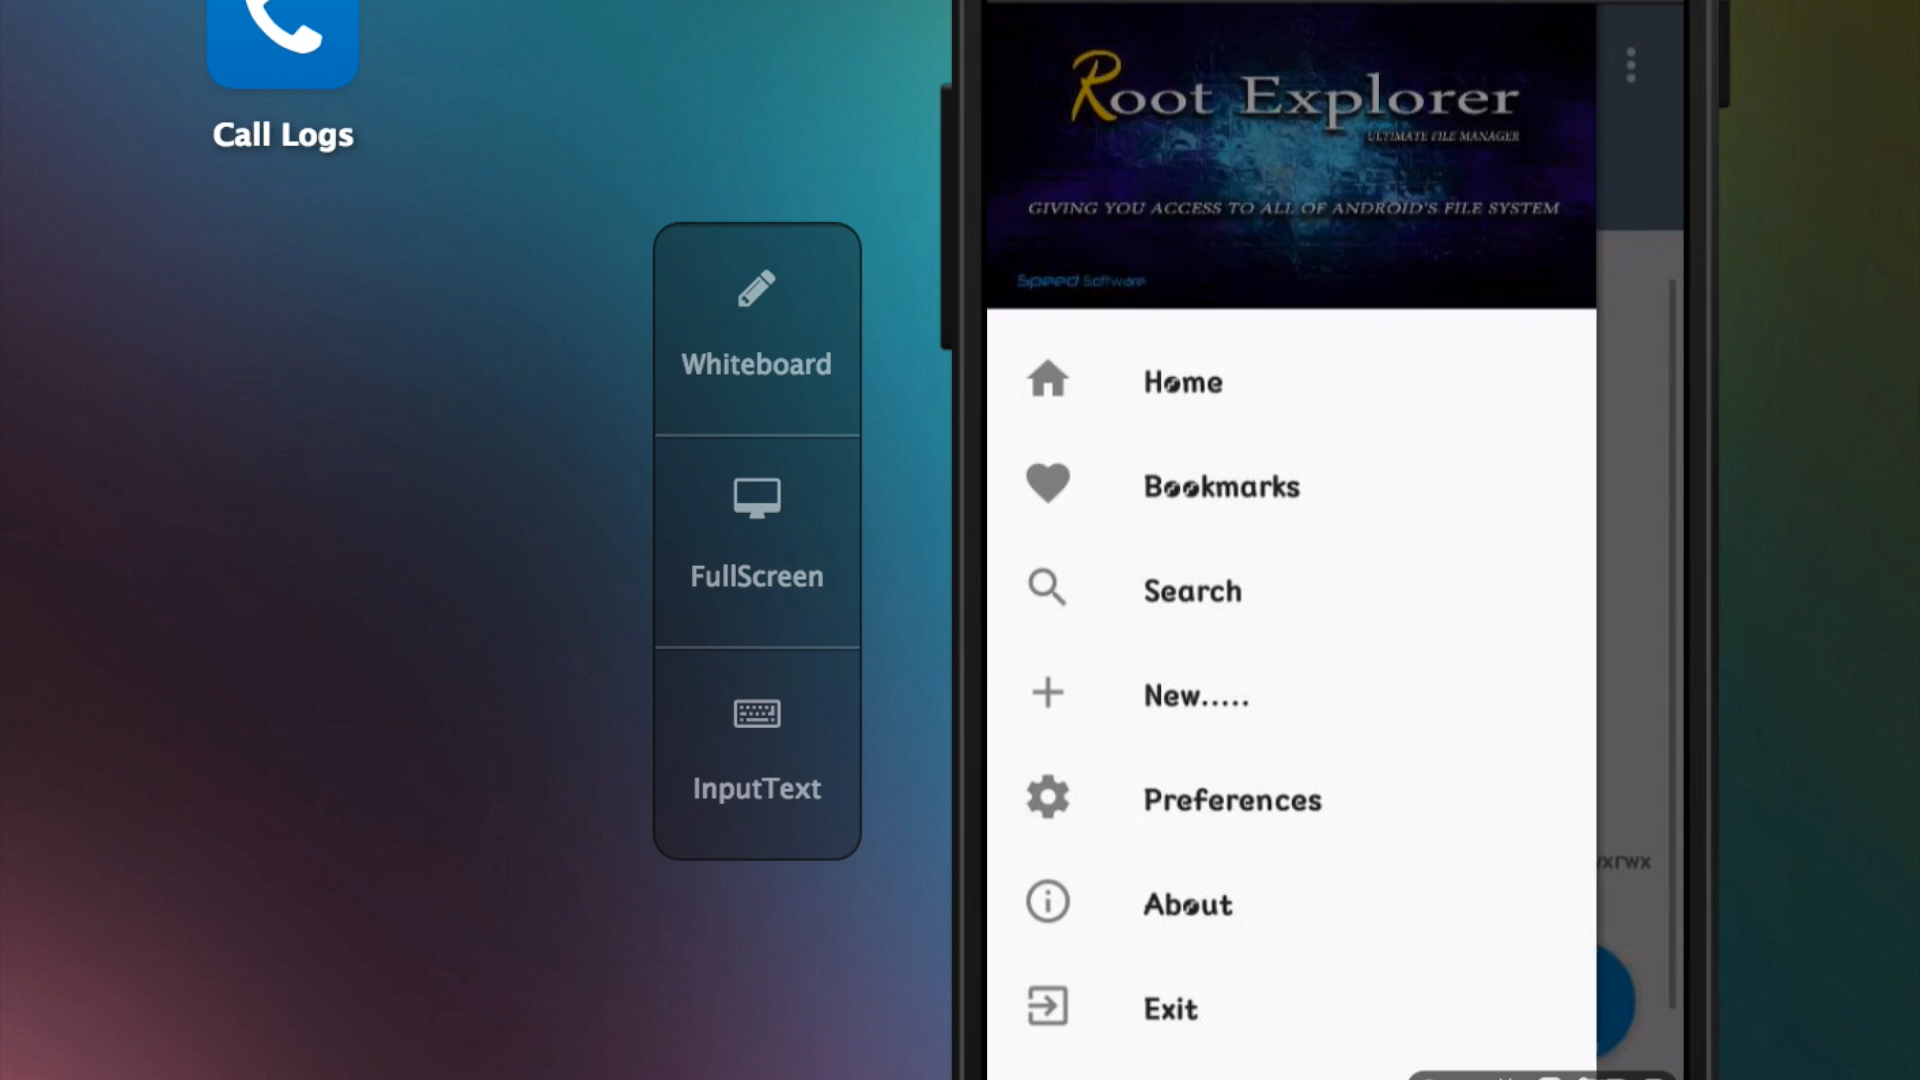 Call Logs
Whiteboard
FullScreen
InputText
Root Explorer
ULTIMATE FILE MANAGER
GIVING YOU ACCESS TO ALL OF ANDROID'S FILE SYSTEM
Speed Software
Home
Bookmarks
Search
New.....
Preferences
About
Exit